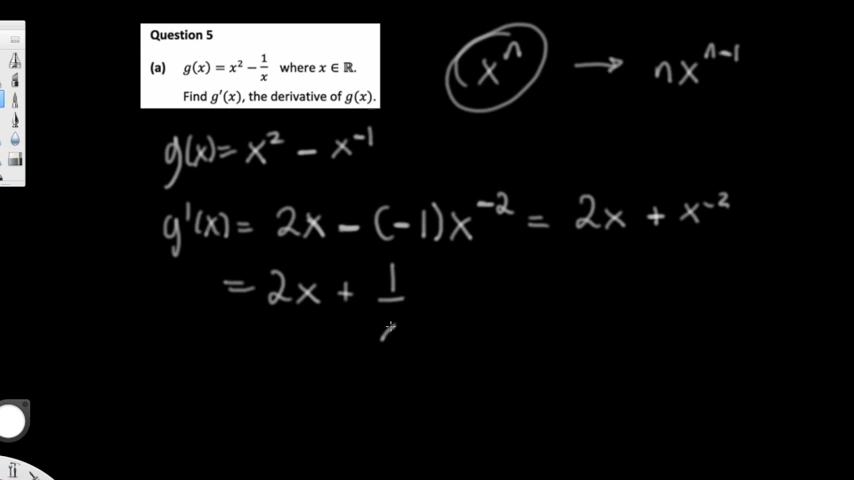 Question 5
(a) g(x) = x² − 1/x where x ∈ ℝ.
Find g′(x), the derivative of g(x).
xⁿ → nxⁿ⁻¹
g(x) = x² − x⁻¹
g'(x) = 2x − (−1)x⁻² = 2x + x⁻²
= 2x + 1/